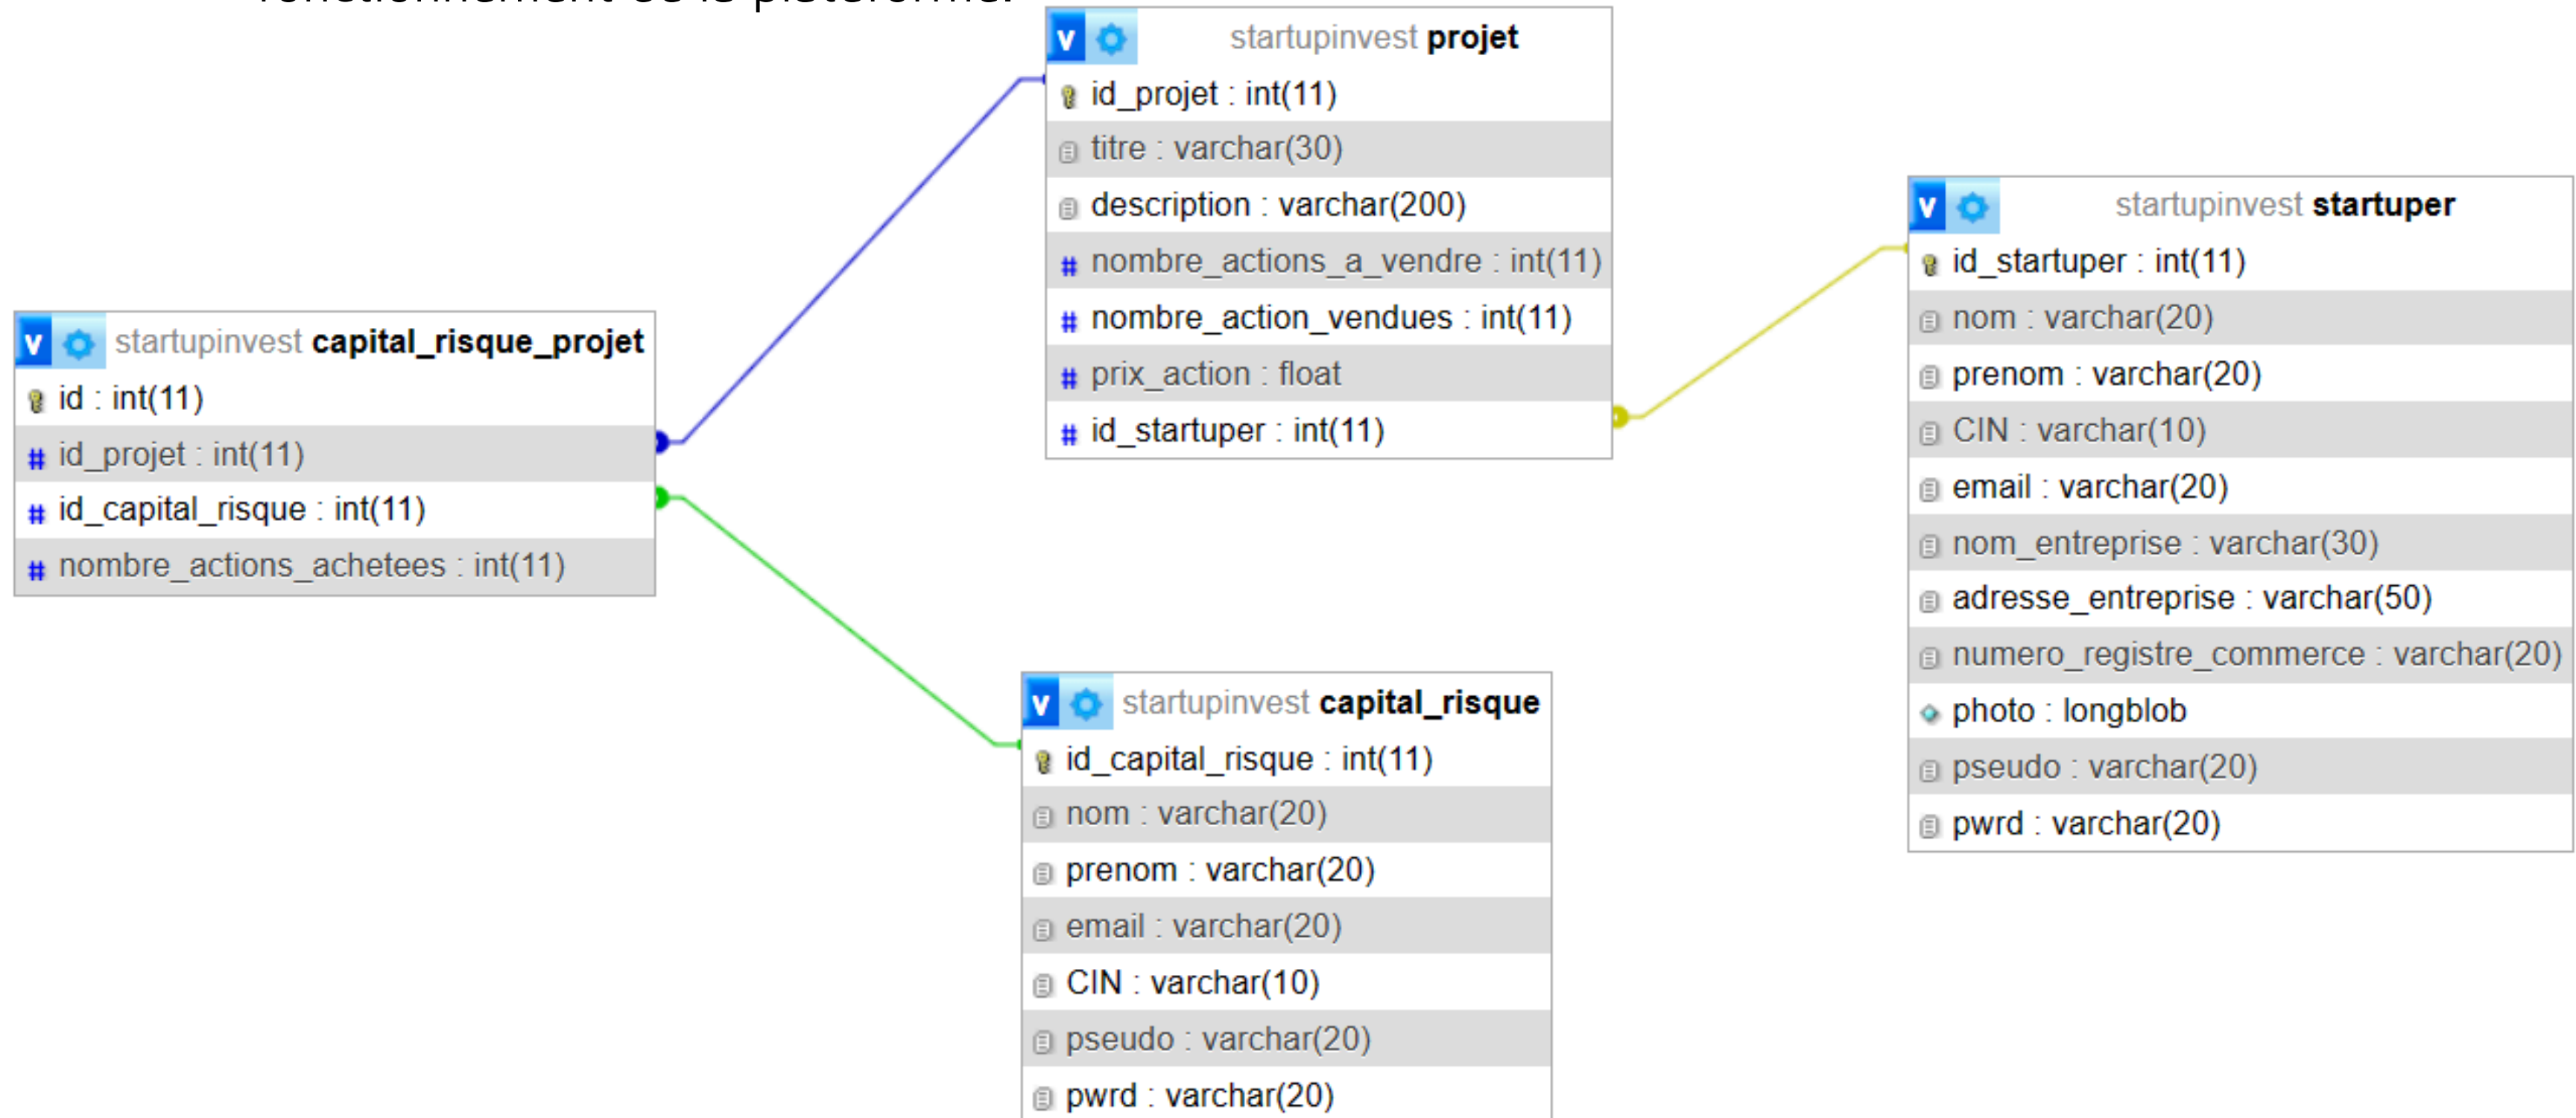 fonctionnement de la plateforme.
v startupinvest projet
id_projet : int(11)
titre : varchar(30)
description : varchar(200)
# nombre_actions_a_vendre : int(11)
# nombre_action_vendues : int(11)
# prix_action : float
# id_startuper : int(11)
v startupinvest startuper
id_startuper : int(11)
nom : varchar(20)
prenom : varchar(20)
CIN : varchar(10)
email : varchar(20)
nom_entreprise : varchar(30)
adresse_entreprise : varchar(50)
numero_registre_commerce : varchar(20)
photo : longblob
pseudo : varchar(20)
pwrd : varchar(20)
v startupinvest capital_risque_projet
id : int(11)
# id_projet : int(11)
# id_capital_risque : int(11)
# nombre_actions_achetees : int(11)
v startupinvest capital_risque
id_capital_risque : int(11)
nom : varchar(20)
prenom : varchar(20)
email : varchar(20)
CIN : varchar(10)
pseudo : varchar(20)
pwrd : varchar(20)